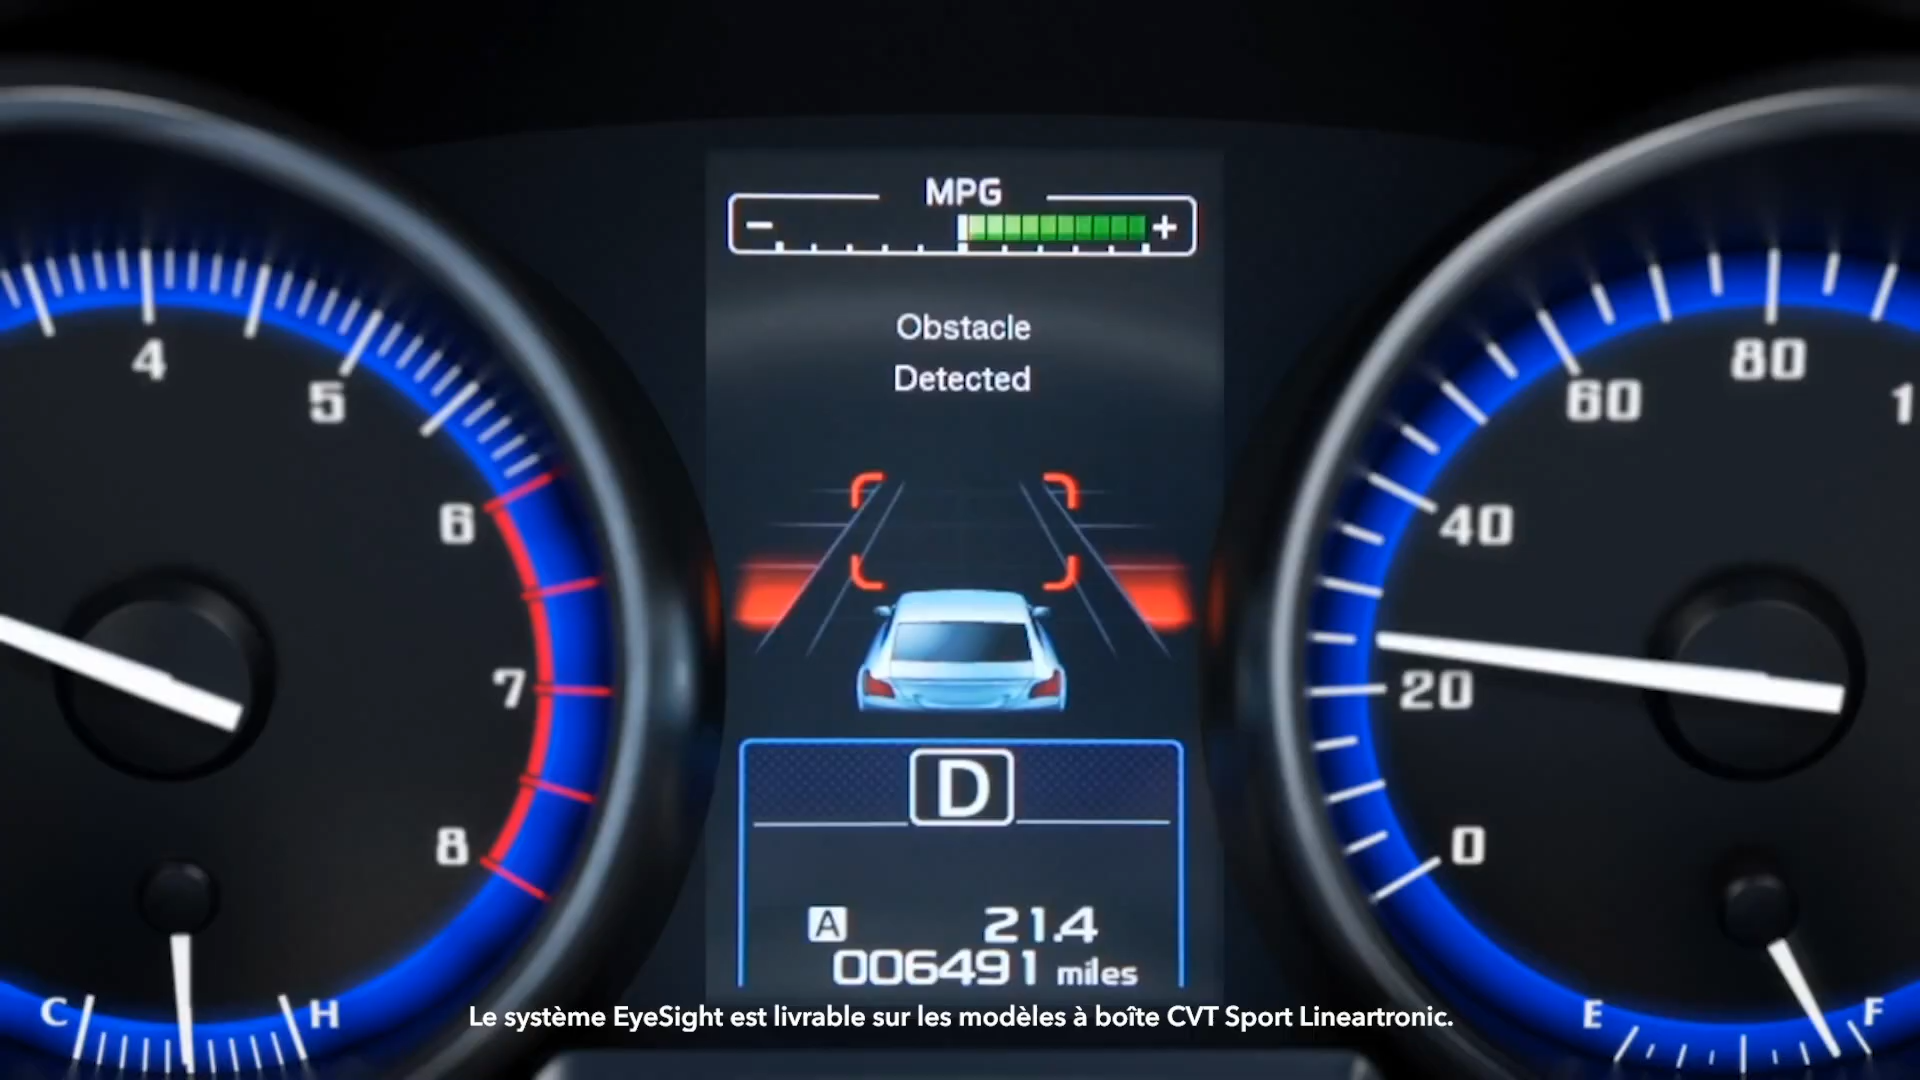 MPG
- +
Obstacle
Detected
4
5
6
7
8
C H
60
80
1
40
20
0
E F
D
A 21.4
006491 miles
Le système EyeSight est livrable sur les modèles à boîte CVT Sport Lineartronic.